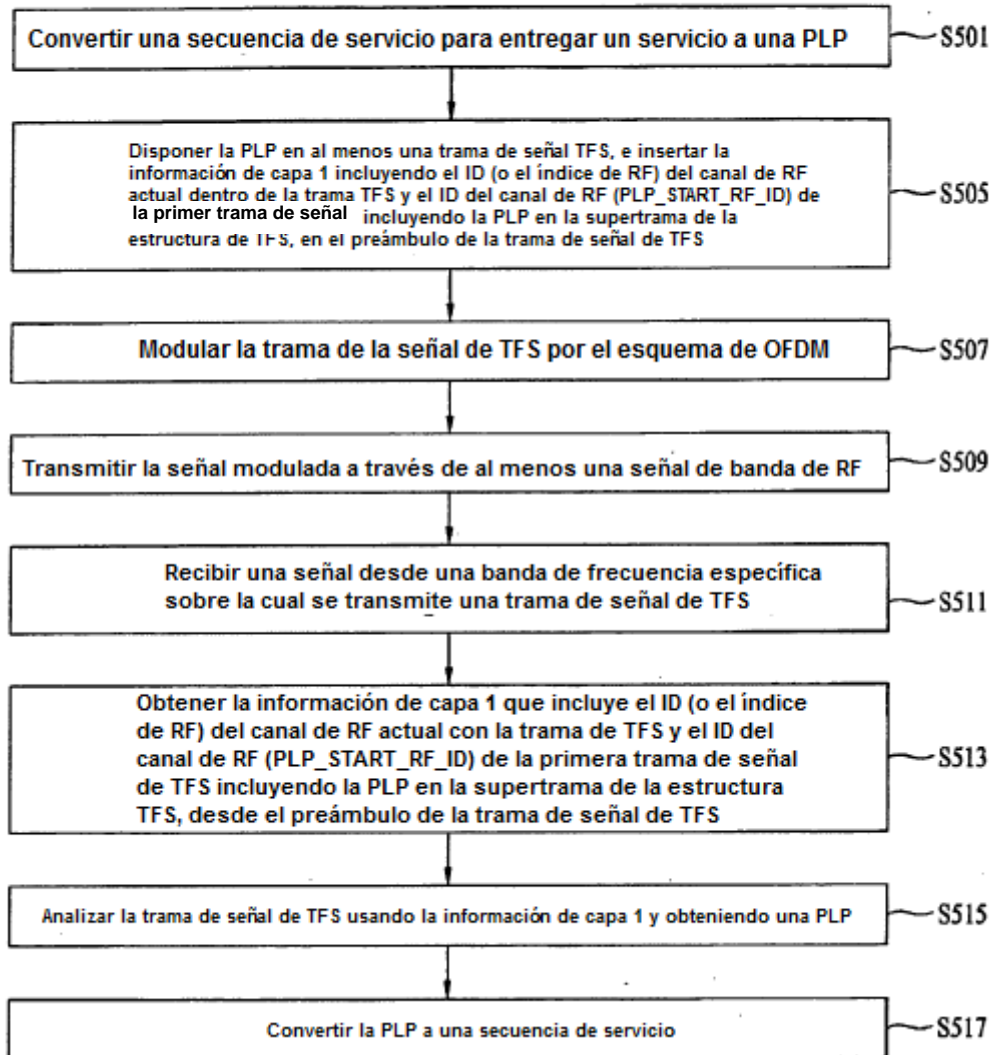 Convertir una secuencia de servicio para entregar un servicio a una PLP
S501
Disponer la PLP en al menos una trama de señal TFS, e insertar la
información de capa 1 incluyendo el ID (o el índice de RF) del canal de RF
actual dentro de la trama TFS y el ID del canal de RF (PLP_START_RF_ID) de
la primer trama de señal incluyendo la PLP en la supertrama de la
estructura de TFS, en el preámbulo de la trama de señal de TFS
S505
Modular la trama de la señal de TFS por el esquema de OFDM
S507
Transmitir la señal modulada a través de al menos una señal de banda de RF
S509
Recibir una señal desde una banda de frecuencia específica
sobre la cual se transmite una trama de señal de TFS
S511
Obtener la información de capa 1 que incluye el ID (o el índice
de RF) del canal de RF actual con la trama de TFS y el ID del
canal de RF (PLP_START_RF_ID) de la primera trama de señal
de TFS incluyendo la PLP en la supertrama de la estructura
TFS, desde el preámbulo de la trama de señal de TFS
S513
Analizar la trama de señal de TFS usando la información de capa 1 y obteniendo una PLP
S515
Convertir la PLP a una secuencia de servicio
S517